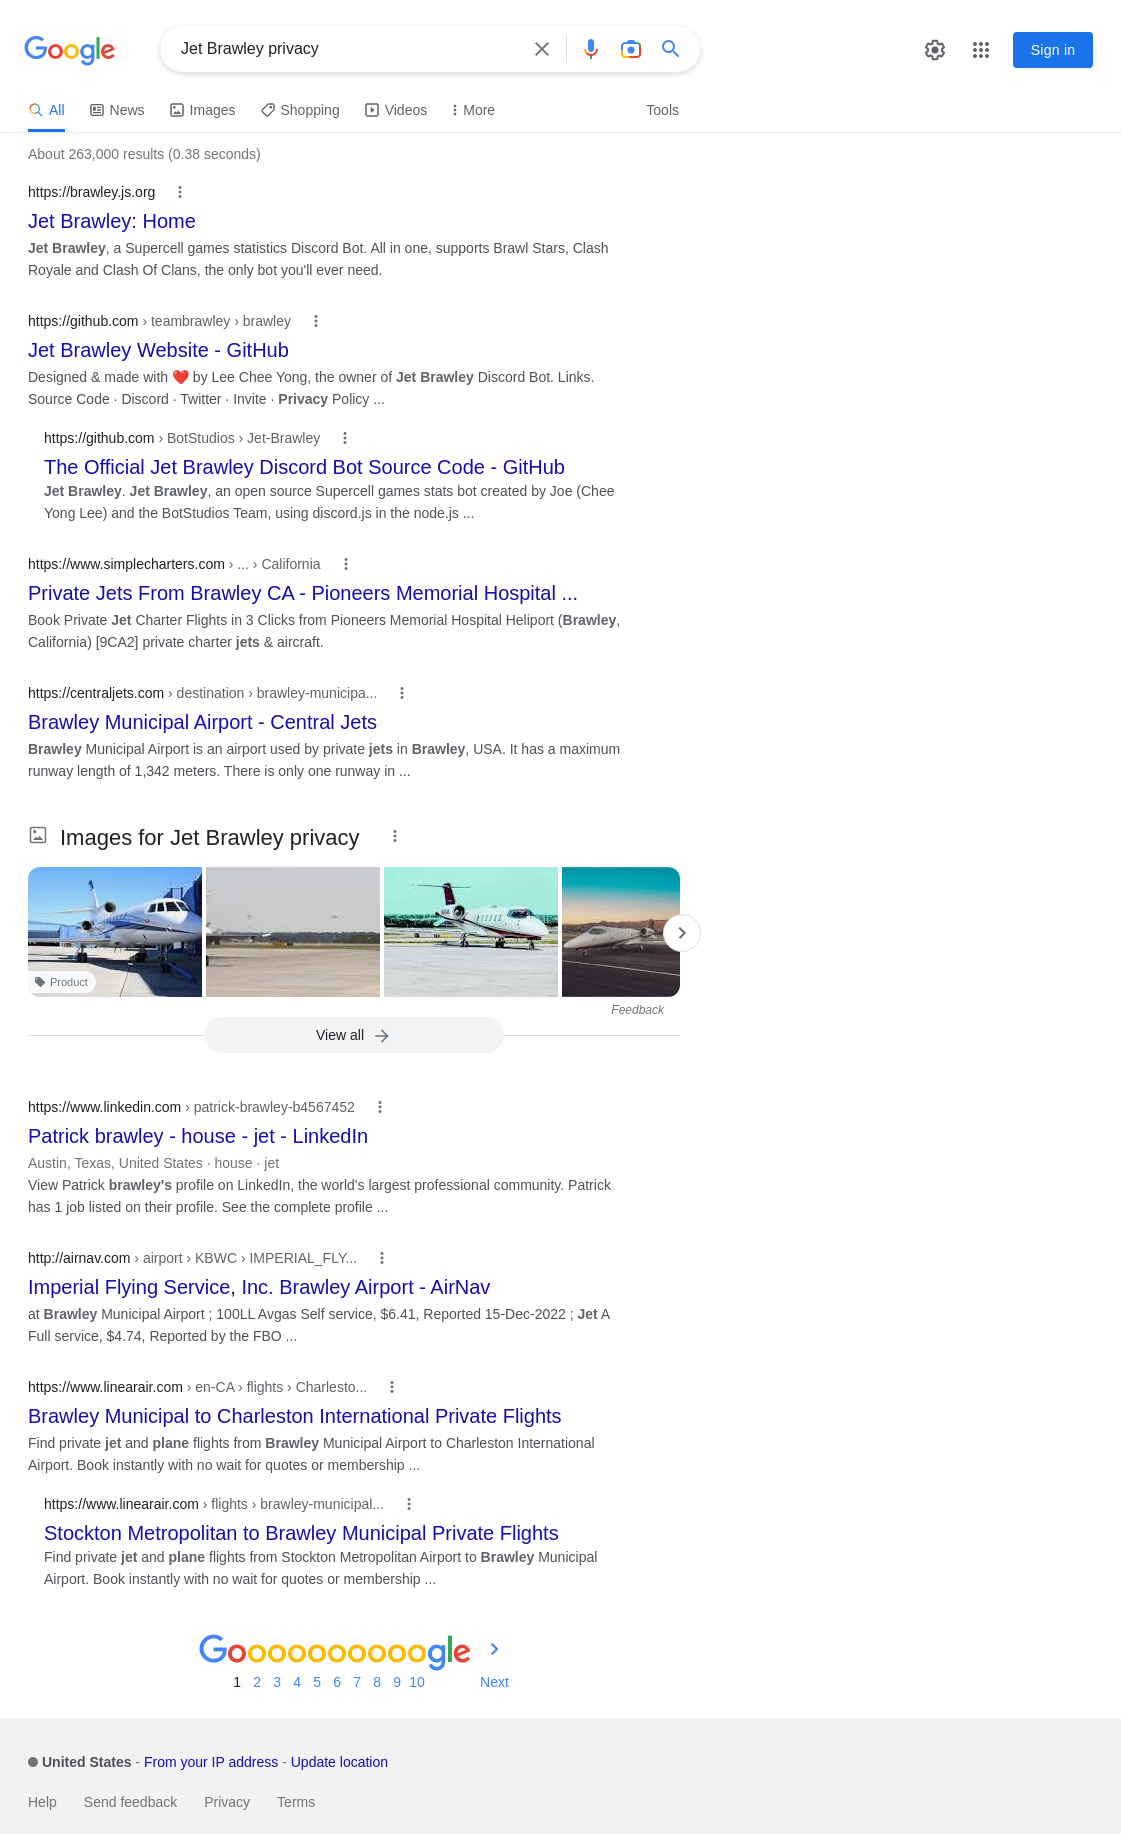 Google
Jet Brawley privacy
Sign in
All
News
Images
Shopping
Videos
More
Tools
About 263,000 results (0.38 seconds)
https://brawley.js.org
Jet Brawley: Home
Jet Brawley, a Supercell games statistics Discord Bot. All in one, supports Brawl Stars, Clash
Royale and Clash Of Clans, the only bot you'll ever need.
https://github.com › teambrawley › brawley
Jet Brawley Website - GitHub
Designed & made with ❤️ by Lee Chee Yong, the owner of Jet Brawley Discord Bot. Links.
Source Code · Discord · Twitter · Invite · Privacy Policy ...
https://github.com › BotStudios › Jet-Brawley
The Official Jet Brawley Discord Bot Source Code - GitHub
Jet Brawley. Jet Brawley, an open source Supercell games stats bot created by Joe (Chee
Yong Lee) and the BotStudios Team, using discord.js in the node.js ...
https://www.simplecharters.com › ... › California
Private Jets From Brawley CA - Pioneers Memorial Hospital ...
Book Private Jet Charter Flights in 3 Clicks from Pioneers Memorial Hospital Heliport (Brawley,
California) [9CA2] private charter jets & aircraft.
https://centraljets.com › destination › brawley-municipa...
Brawley Municipal Airport - Central Jets
Brawley Municipal Airport is an airport used by private jets in Brawley, USA. It has a maximum
runway length of 1,342 meters. There is only one runway in ...
Images for Jet Brawley privacy
Product
Feedback
View all
https://www.linkedin.com › patrick-brawley-b4567452
Patrick brawley - house - jet - LinkedIn
Austin, Texas, United States · house · jet
View Patrick brawley's profile on LinkedIn, the world's largest professional community. Patrick
has 1 job listed on their profile. See the complete profile ...
http://airnav.com › airport › KBWC › IMPERIAL_FLY...
Imperial Flying Service, Inc. Brawley Airport - AirNav
at Brawley Municipal Airport ; 100LL Avgas Self service, $6.41, Reported 15-Dec-2022 ; Jet A
Full service, $4.74, Reported by the FBO ...
https://www.linearair.com › en-CA › flights › Charlesto...
Brawley Municipal to Charleston International Private Flights
Find private jet and plane flights from Brawley Municipal Airport to Charleston International
Airport. Book instantly with no wait for quotes or membership ...
https://www.linearair.com › flights › brawley-municipal...
Stockton Metropolitan to Brawley Municipal Private Flights
Find private jet and plane flights from Stockton Metropolitan Airport to Brawley Municipal
Airport. Book instantly with no wait for quotes or membership ...
Goooooooooogle
1 2 3 4 5 6 7 8 9 10 Next
United States - From your IP address - Update location
Help Send feedback Privacy Terms